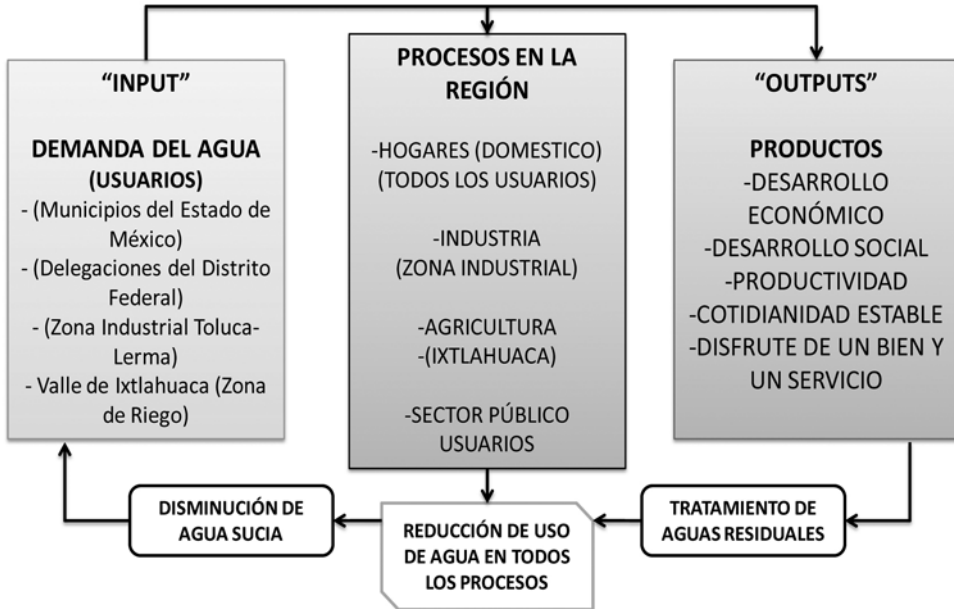 “INPUT”
DEMANDA DEL AGUA
(USUARIOS)
- (Municipios del Estado de
México)
- (Delegaciones del Distrito
Federal)
- (Zona Industrial Toluca-
Lerma)
- Valle de Ixtlahuaca (Zona
de Riego)
PROCESOS EN LA
REGIÓN
-HOGARES (DOMESTICO)
(TODOS LOS USUARIOS)
-INDUSTRIA
(ZONA INDUSTRIAL)
-AGRICULTURA
-(IXTLAHUACA)
-SECTOR PÚBLICO
USUARIOS
“OUTPUTS”
PRODUCTOS
-DESARROLLO
ECONÓMICO
-DESARROLLO SOCIAL
-PRODUCTIVIDAD
-COTIDIANIDAD ESTABLE
-DISFRUTE DE UN BIEN Y
UN SERVICIO
DISMINUCIÓN DE
AGUA SUCIA
REDUCCIÓN DE USO
DE AGUA EN TODOS
LOS PROCESOS
TRATAMIENTO DE
AGUAS RESIDUALES